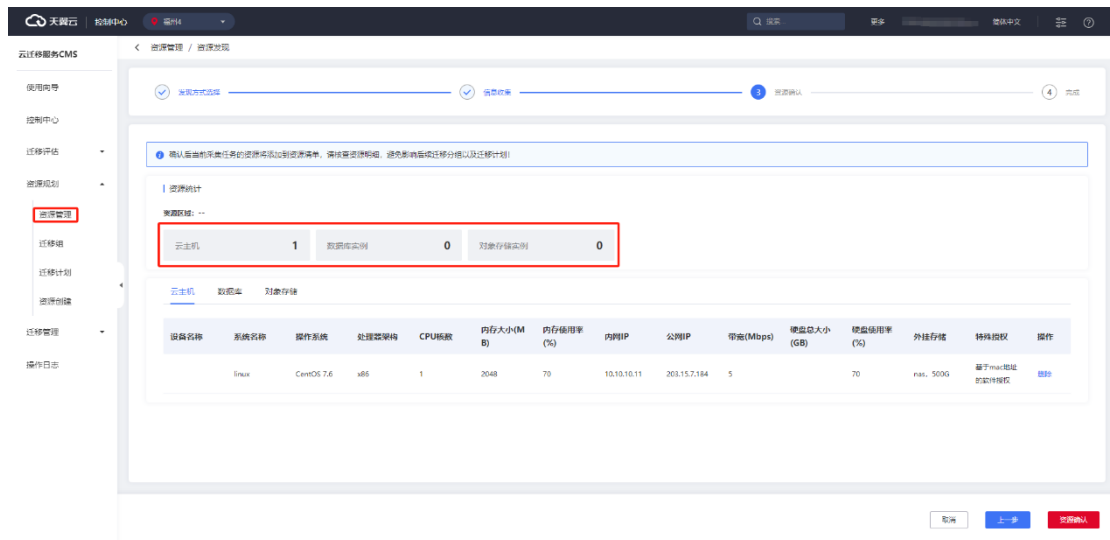 天翼云 控制中心 福州4 搜索 更多 简体中文
云迁移服务CMS
使用向导
控制中心
迁移评估
资源规划
资源管理
迁移组
迁移计划
资源创建
迁移管理
操作日志
资源管理 / 资源发现
发现方式选择 信息收集 3 资源确认 4 完成
确认后当前采集任务的资源将添加到资源清单，请核查资源明细，避免影响后续迁移分组以及迁移计划!
资源统计
资源区域: --
云主机 1 数据库实例 0 对象存储实例 0
云主机 数据库 对象存储
设备名称 系统名称 操作系统 处理器架构 CPU核数 内存大小(MB) 内存使用率(%) 内网IP 公网IP 带宽(Mbps) 硬盘总大小(GB) 硬盘使用率(%) 外挂存储 特殊授权 操作
linux CentOS 7.6 x86 1 2048 70 10.10.10.11 203.15.7.184 5 70 nas，500G 基于mac地址的软件授权 删除
取消 上一步 资源确认